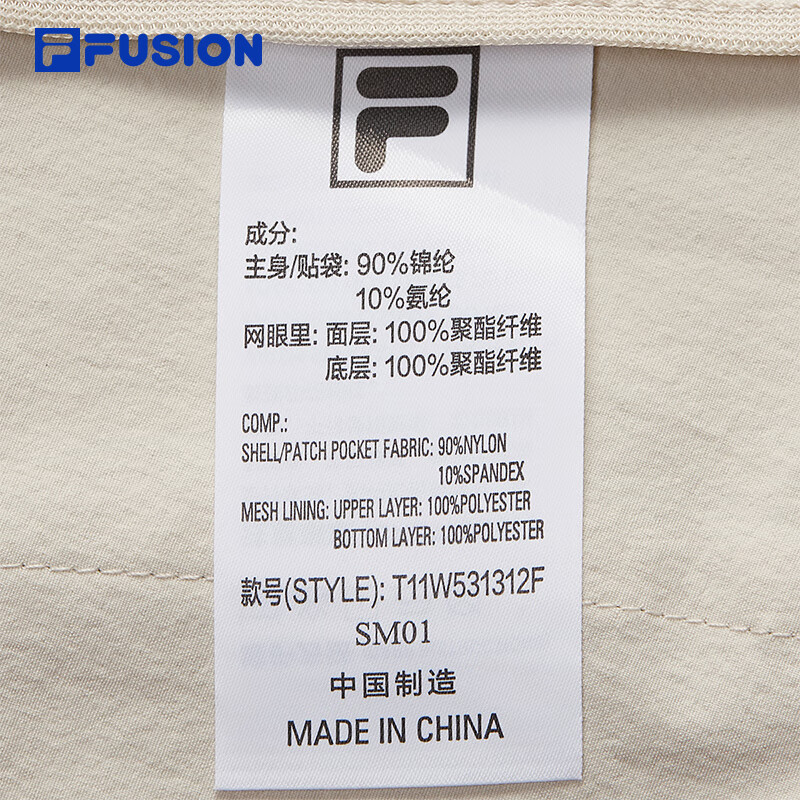 FUSION
成分:
主身/贴袋: 90%锦纶
10%氨纶
网眼里: 面层: 100%聚酯纤维
底层: 100%聚酯纤维
COMP.:
SHELL/PATCH POCKET FABRIC: 90%NYLON
10%SPANDEX
MESH LINING: UPPER LAYER: 100%POLYESTER
BOTTOM LAYER: 100%POLYESTER
款号(STYLE): T11W531312F
SM01
中国制造
MADE IN CHINA